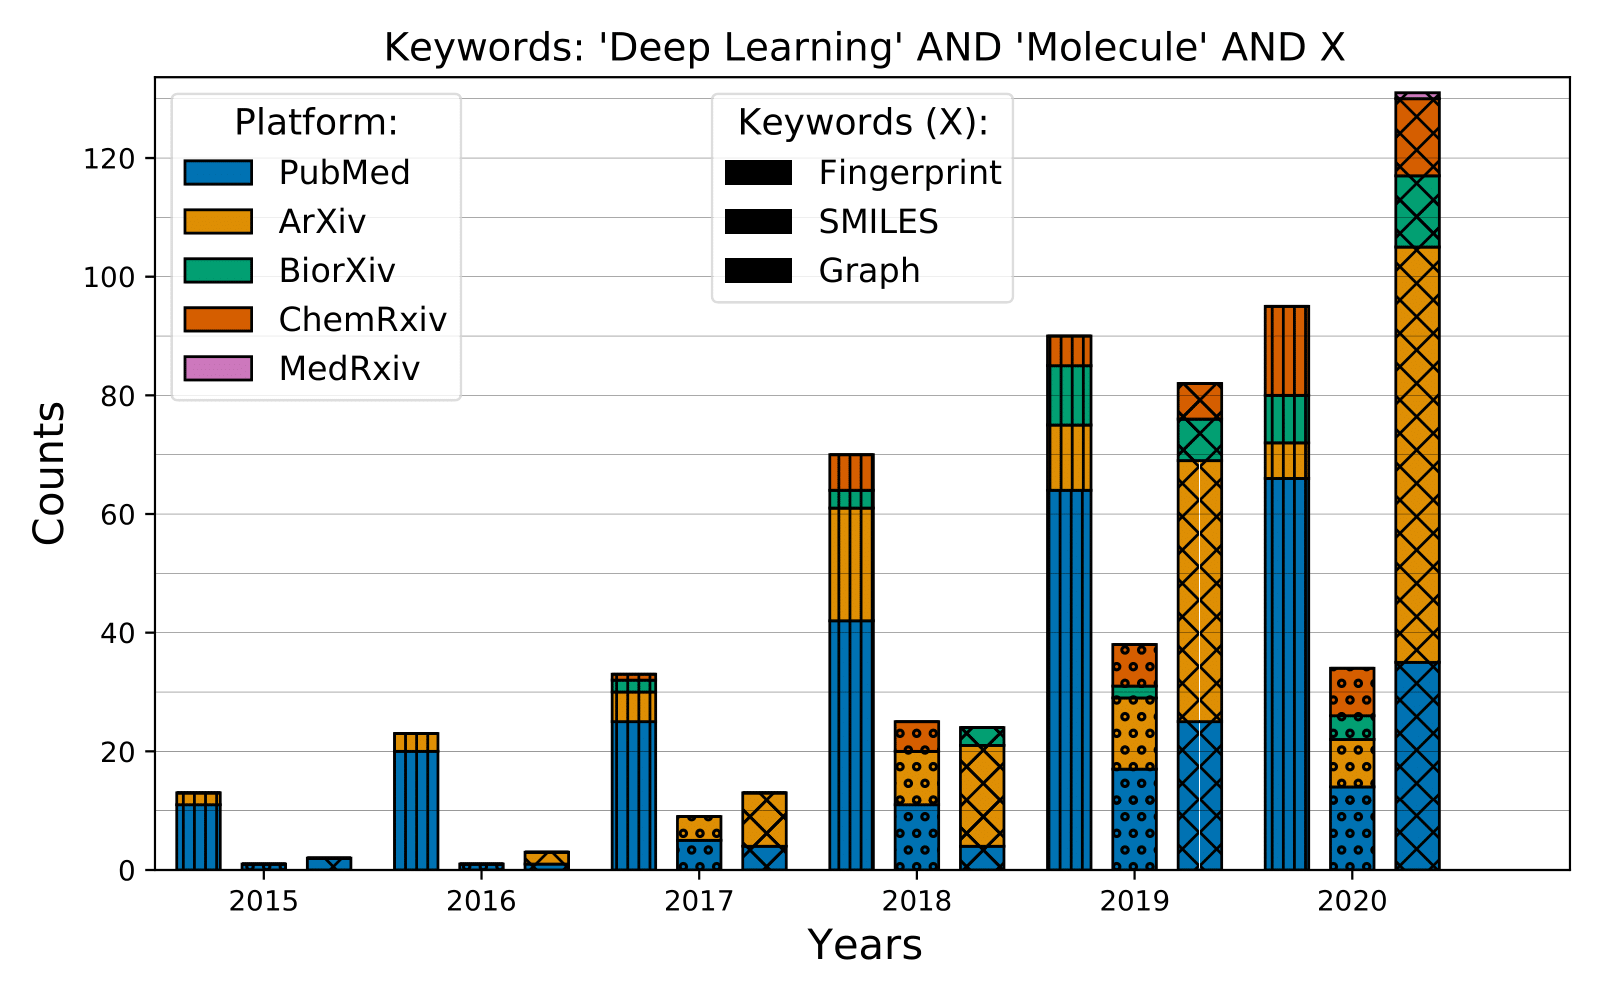 Keywords: 'Deep Learning' AND 'Molecule' AND X
Platform:
PubMed
ArXiv
BiorXiv
ChemRxiv
MedRxiv
Keywords (X):
Fingerprint
SMILES
Graph
Counts
120
100
80
60
40
20
0
2015 2016 2017 2018 2019 2020
Years